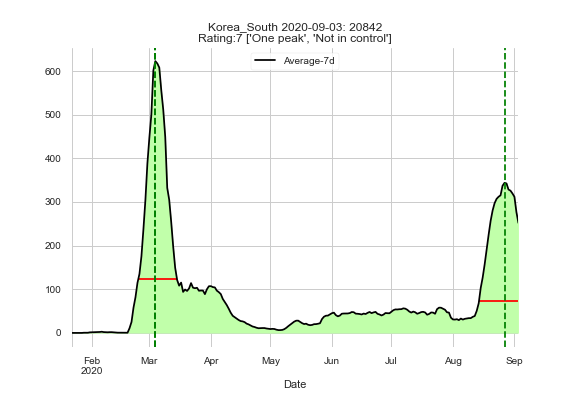 Korea_South 2020-09-03: 20842
Rating:7 ['One peak', 'Not in control']
Average-7d
600
500
400
300
200
100
0
Feb Mar Apr May Jun Jul Aug Sep
2020
Date